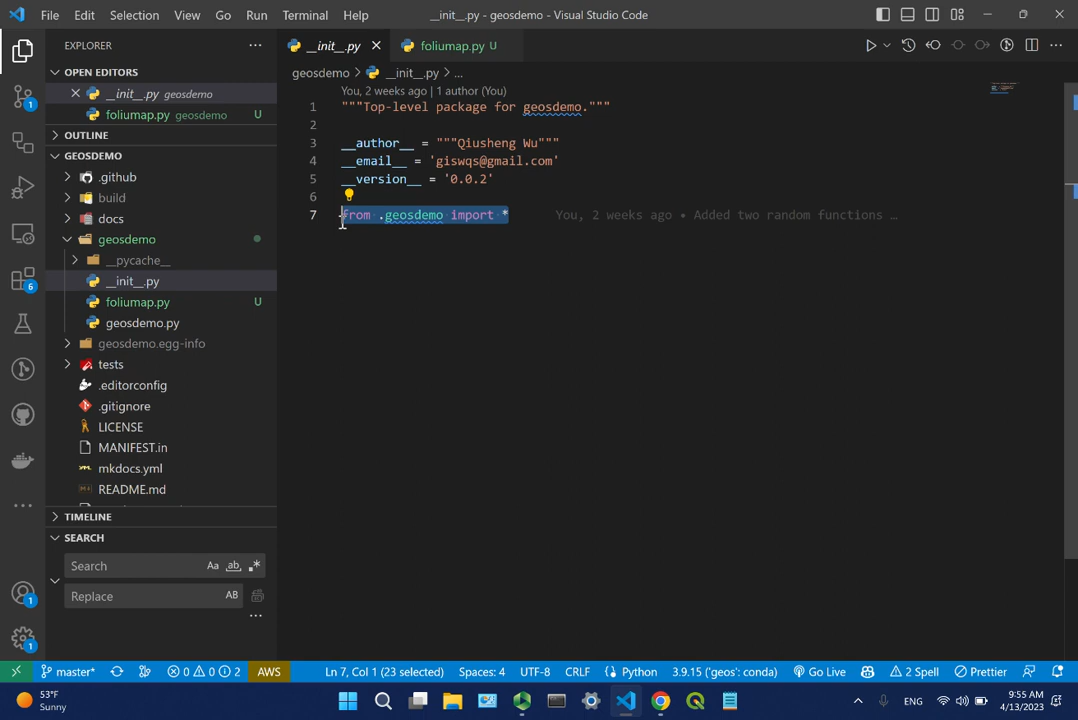 File Edit Selection View Go Run Terminal Help __init__.py - geosdemo - Visual Studio Code
EXPLORER
OPEN EDITORS
__init__.py geosdemo
foliumap.py geosdemo U
OUTLINE
GEOSDEMO
.github
build
docs
geosdemo
__pycache__
__init__.py
foliumap.py U
geosdemo.py
geosdemo.egg-info
tests
.editorconfig
.gitignore
LICENSE
MANIFEST.in
mkdocs.yml
README.md
TIMELINE
SEARCH
Search Aa ab
Replace AB
1
6
1
1
__init__.py foliumap.py U
geosdemo > __init__.py > ...
You, 2 weeks ago | 1 author (You)
1 """Top-level package for geosdemo."""
2
3 __author__ = """Qiusheng Wu"""
4 __email__ = 'giswqs@gmail.com'
5 __version__ = '0.0.2'
6
7 from .geosdemo import * You, 2 weeks ago • Added two random functions …
master* 0 0 2 AWS Ln 7, Col 1 (23 selected) Spaces: 4 UTF-8 CRLF Python 3.9.15 ('geos': conda) Go Live 2 Spell Prettier
53°F
Sunny
ENG
9:55 AM
4/13/2023